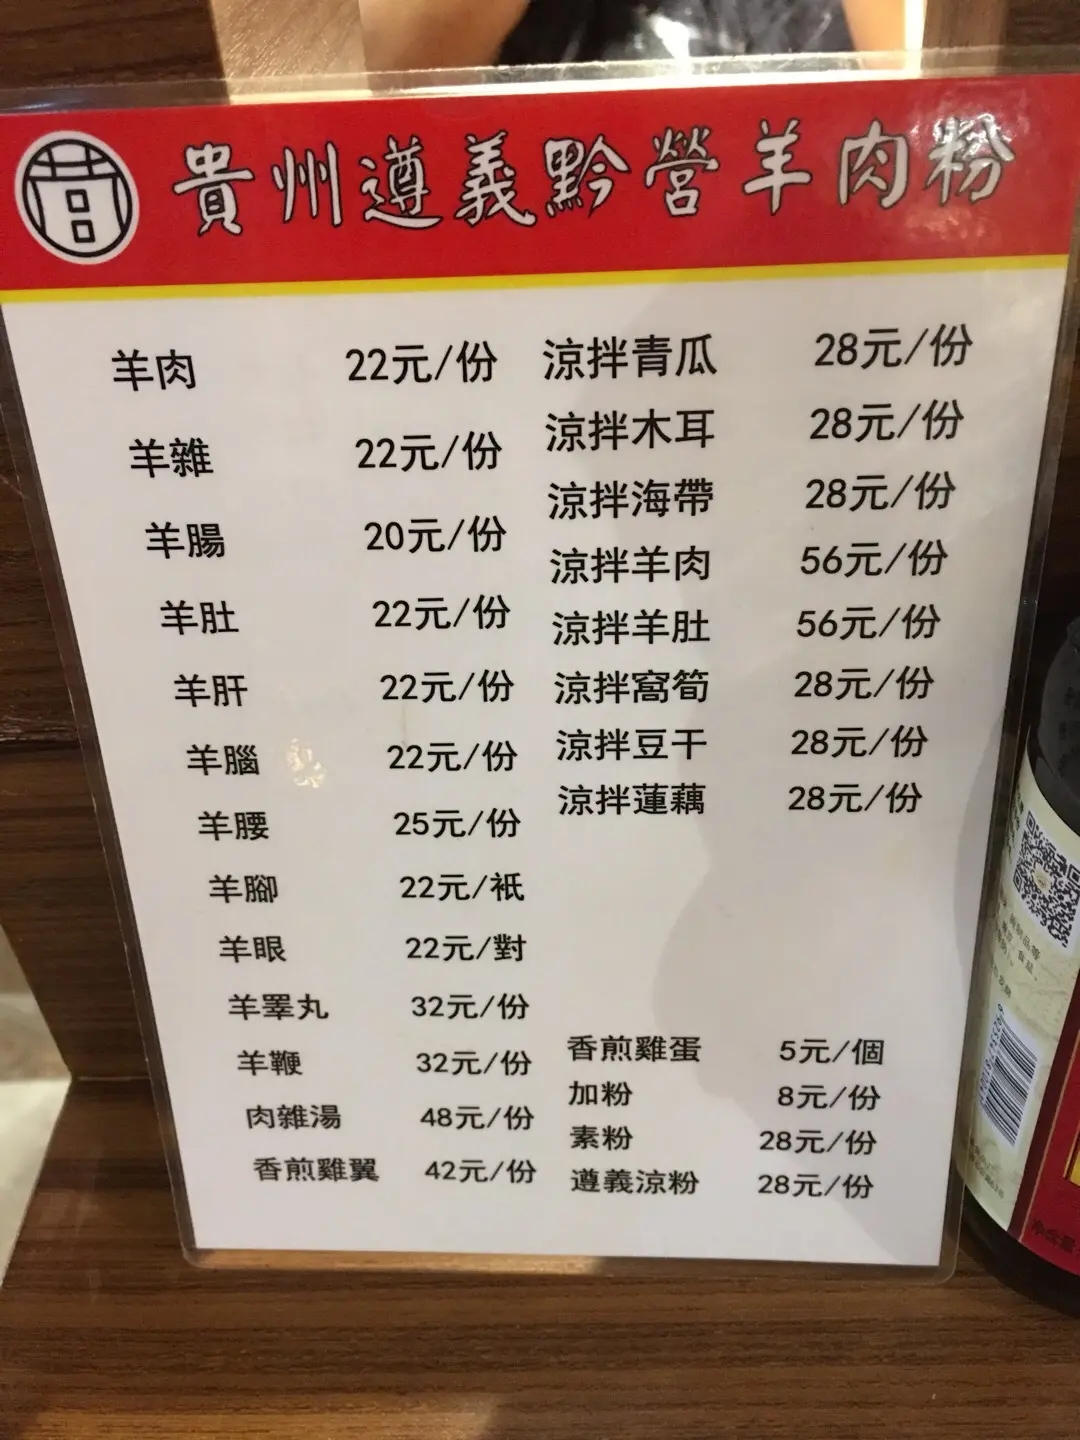 貴州遵義黔營羊肉粉
羊肉 22元/份
羊雜 22元/份
羊腸 20元/份
羊肚 22元/份
羊肝 22元/份
羊腦 22元/份
羊腰 25元/份
羊腳 22元/衹
羊眼 22元/對
羊睪丸 32元/份
羊鞭 32元/份
肉雜湯 48元/份
香煎雞翼 42元/份
涼拌青瓜 28元/份
涼拌木耳 28元/份
涼拌海帶 28元/份
涼拌羊肉 56元/份
涼拌羊肚 56元/份
涼拌窩筍 28元/份
涼拌豆干 28元/份
涼拌蓮藕 28元/份
香煎雞蛋 5元/個
加粉 8元/份
素粉 28元/份
遵義涼粉 28元/份